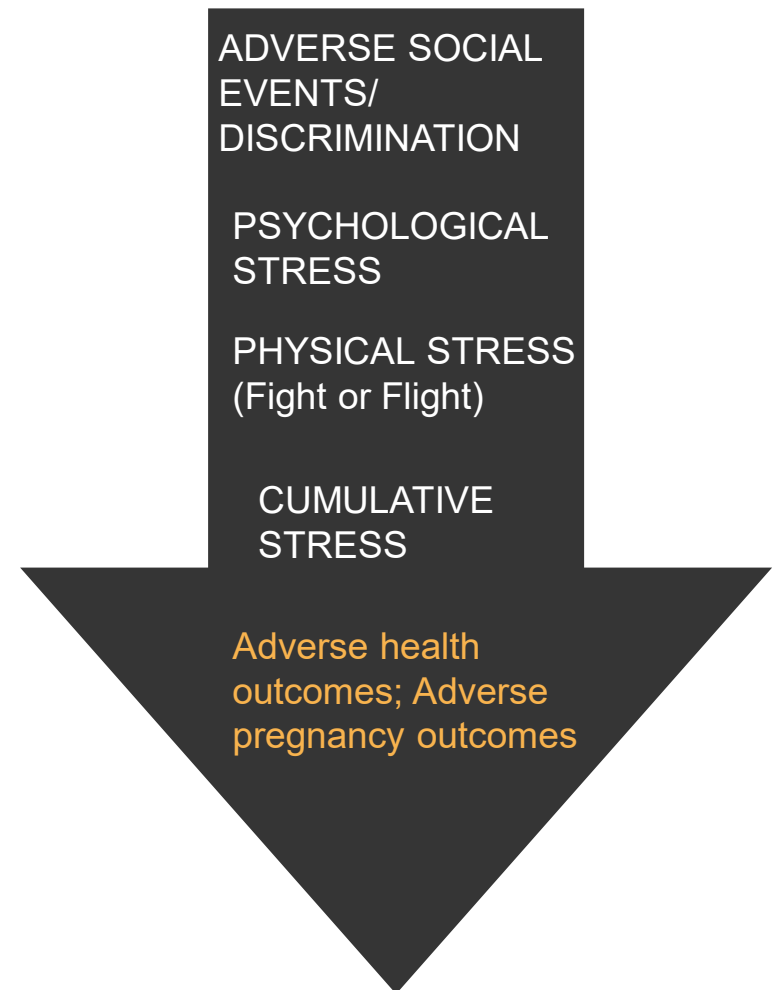 ADVERSE SOCIAL
EVENTS/
DISCRIMINATION
PSYCHOLOGICAL
STRESS
PHYSICAL STRESS
(Fight or Flight)
CUMULATIVE
STRESS
Adverse health
outcomes; Adverse
pregnancy outcomes